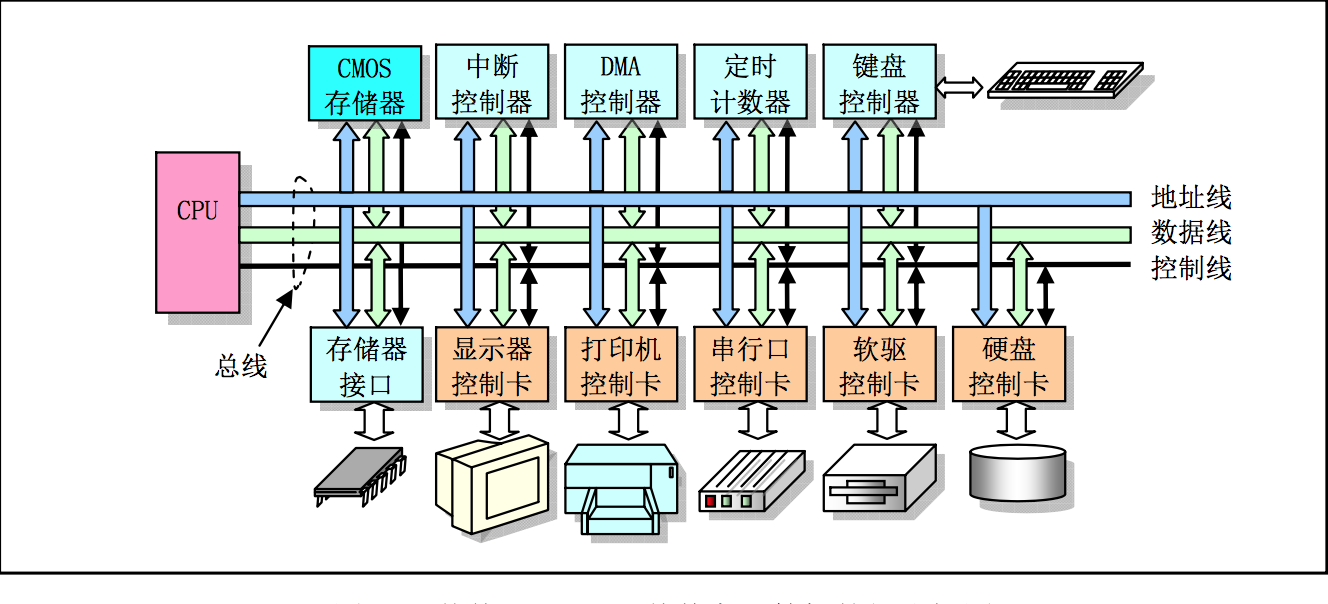 CMOS
存储器
中断
控制器
DMA
控制器
定时
计数器
键盘
控制器
CPU
地址线
数据线
控制线
总线
存储器
接口
显示器
控制卡
打印机
控制卡
串行口
控制卡
软驱
控制卡
硬盘
控制卡